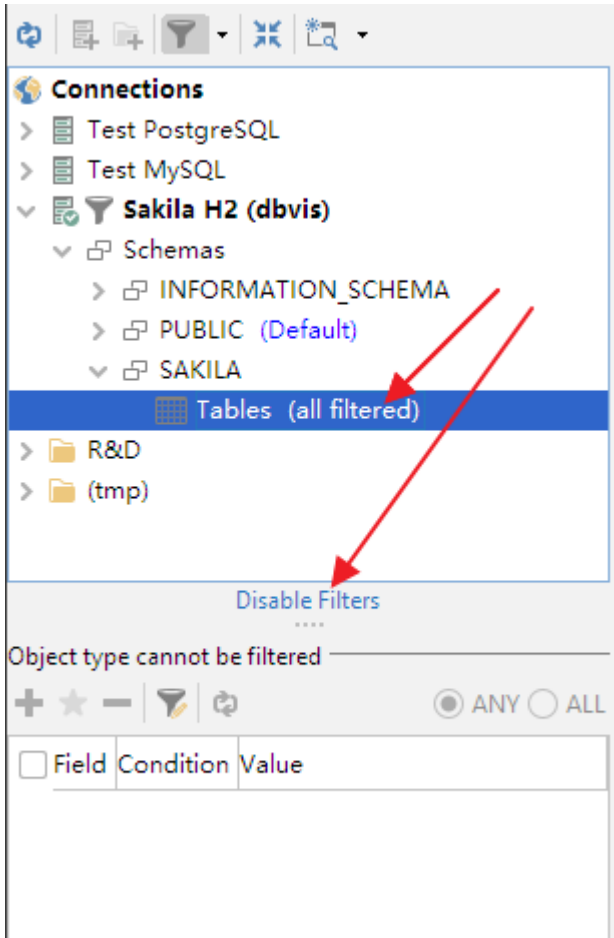 Connections
Test PostgreSQL
Test MySQL
Sakila H2 (dbvis)
Schemas
INFORMATION_SCHEMA
PUBLIC (Default)
SAKILA
Tables (all filtered)
R&D
(tmp)
Disable Filters
Object type cannot be filtered
ANY ALL
Field Condition Value